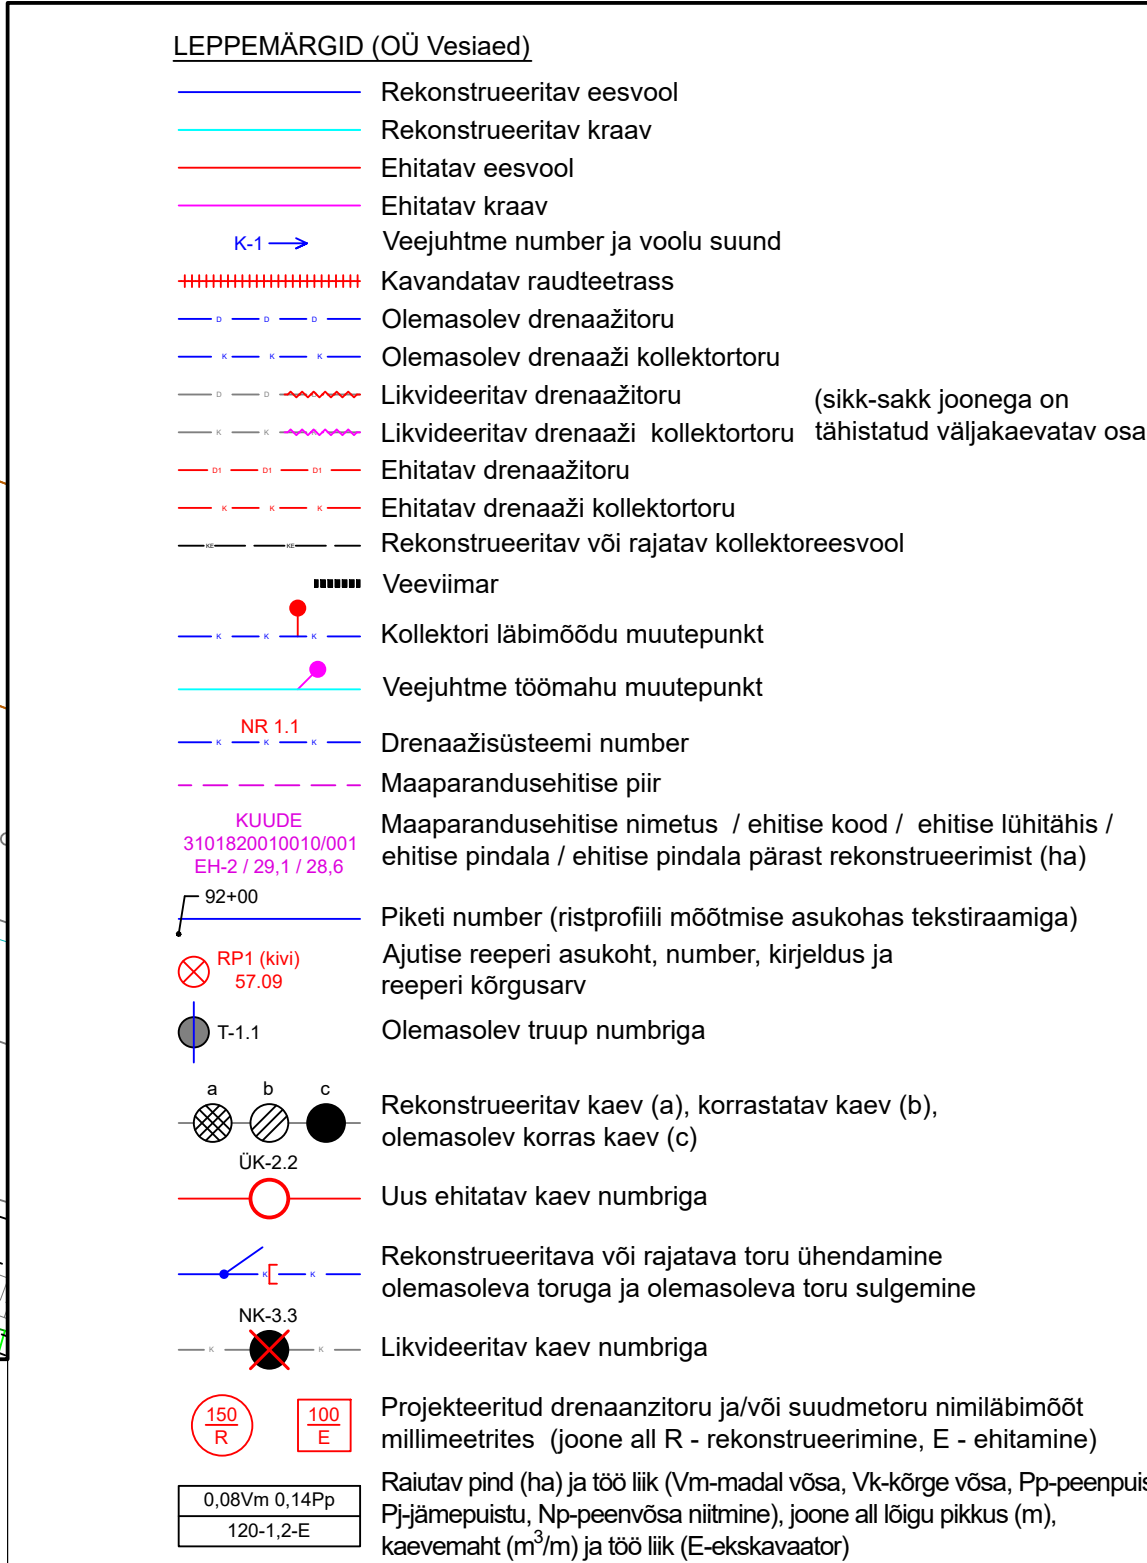 LEPPEMÄRGID (OÜ Vesiaed)
Rekonstrueeritav eesvool
Rekonstrueeritav kraav
Ehitatav eesvool
Ehitatav kraav
K-1 Veejuhtme number ja voolu suund
Kavandatav raudteetrass
D D D Olemasolev drenaažitoru
K K K Olemasolev drenaaži kollektortoru
D D Likvideeritav drenaažitoru (sikk-sakk joonega on
K K Likvideeritav drenaaži kollektortoru tähistatud väljakaevatav osa
D1 D1 D1 Ehitatav drenaažitoru
K K K Ehitatav drenaaži kollektortoru
KE KE Rekonstrueeritav või rajatav kollektoreesvool
Veeviimar
K K K Kollektori läbimõõdu muutepunkt
Veejuhtme töömahu muutepunkt
NR 1.1
K K K Drenaažisüsteemi number
Maaparandusehitise piir
KUUDE
3101820010010/001
EH-2 / 29,1 / 28,6
Maaparandusehitise nimetus / ehitise kood / ehitise lühitähis /
ehitise pindala / ehitise pindala pärast rekonstrueerimist (ha)
92+00
Piketi number (ristprofiili mõõtmise asukohas tekstiraamiga)
RP1 (kivi)
57.09
Ajutise reeperi asukoht, number, kirjeldus ja
reeperi kõrgusarv
T-1.1 Olemasolev truup numbriga
a b c
Rekonstrueeritav kaev (a), korrastatav kaev (b),
olemasolev korras kaev (c)
ÜK-2.2
Uus ehitatav kaev numbriga
K K
Rekonstrueeritava või rajatava toru ühendamine
olemasoleva toruga ja olemasoleva toru sulgemine
NK-3.3
K K Likvideeritav kaev numbriga
150 100
R E
Projekteeritud drenaanzitoru ja/või suudmetoru nimiläbimõõt
millimeetrites (joone all R - rekonstrueerimine, E - ehitamine)
0,08Vm 0,14Pp
120-1,2-E
Raiutav pind (ha) ja töö liik (Vm-madal võsa, Vk-kõrge võsa, Pp-peenpuis
Pj-jämepuistu, Np-peenvõsa niitmine), joone all lõigu pikkus (m),
kaevemaht (m³/m) ja töö liik (E-ekskavaator)